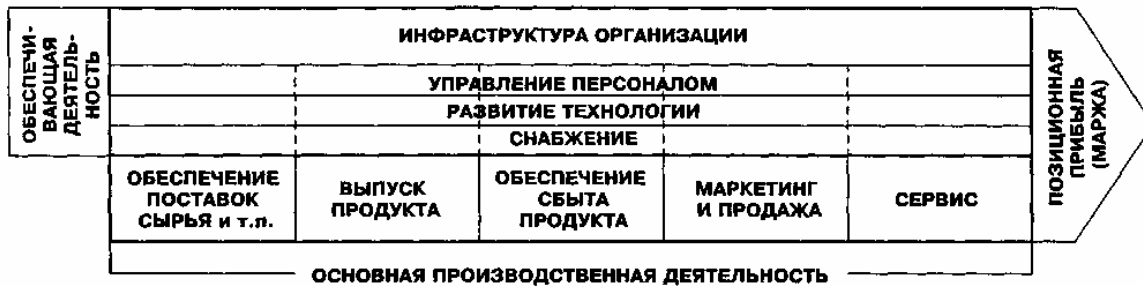 ОБЕСПЕЧИ-
ВАЮЩАЯ
ДЕЯТЕЛЬ-
НОСТЬ
ИНФРАСТРУКТУРА ОРГАНИЗАЦИИ
УПРАВЛЕНИЕ ПЕРСОНАЛОМ
РАЗВИТИЕ ТЕХНОЛОГИИ
СНАБЖЕНИЕ
ОБЕСПЕЧЕНИЕ
ПОСТАВОК
СЫРЬЯ и т.п.
ВЫПУСК
ПРОДУКТА
ОБЕСПЕЧЕНИЕ
СБЫТА
ПРОДУКТА
МАРКЕТИНГ
И ПРОДАЖА
СЕРВИС
ПОЗИЦИОННАЯ
ПРИБЫЛЬ
(МАРЖА)
ОСНОВНАЯ ПРОИЗВОДСТВЕННАЯ ДЕЯТЕЛЬНОСТЬ